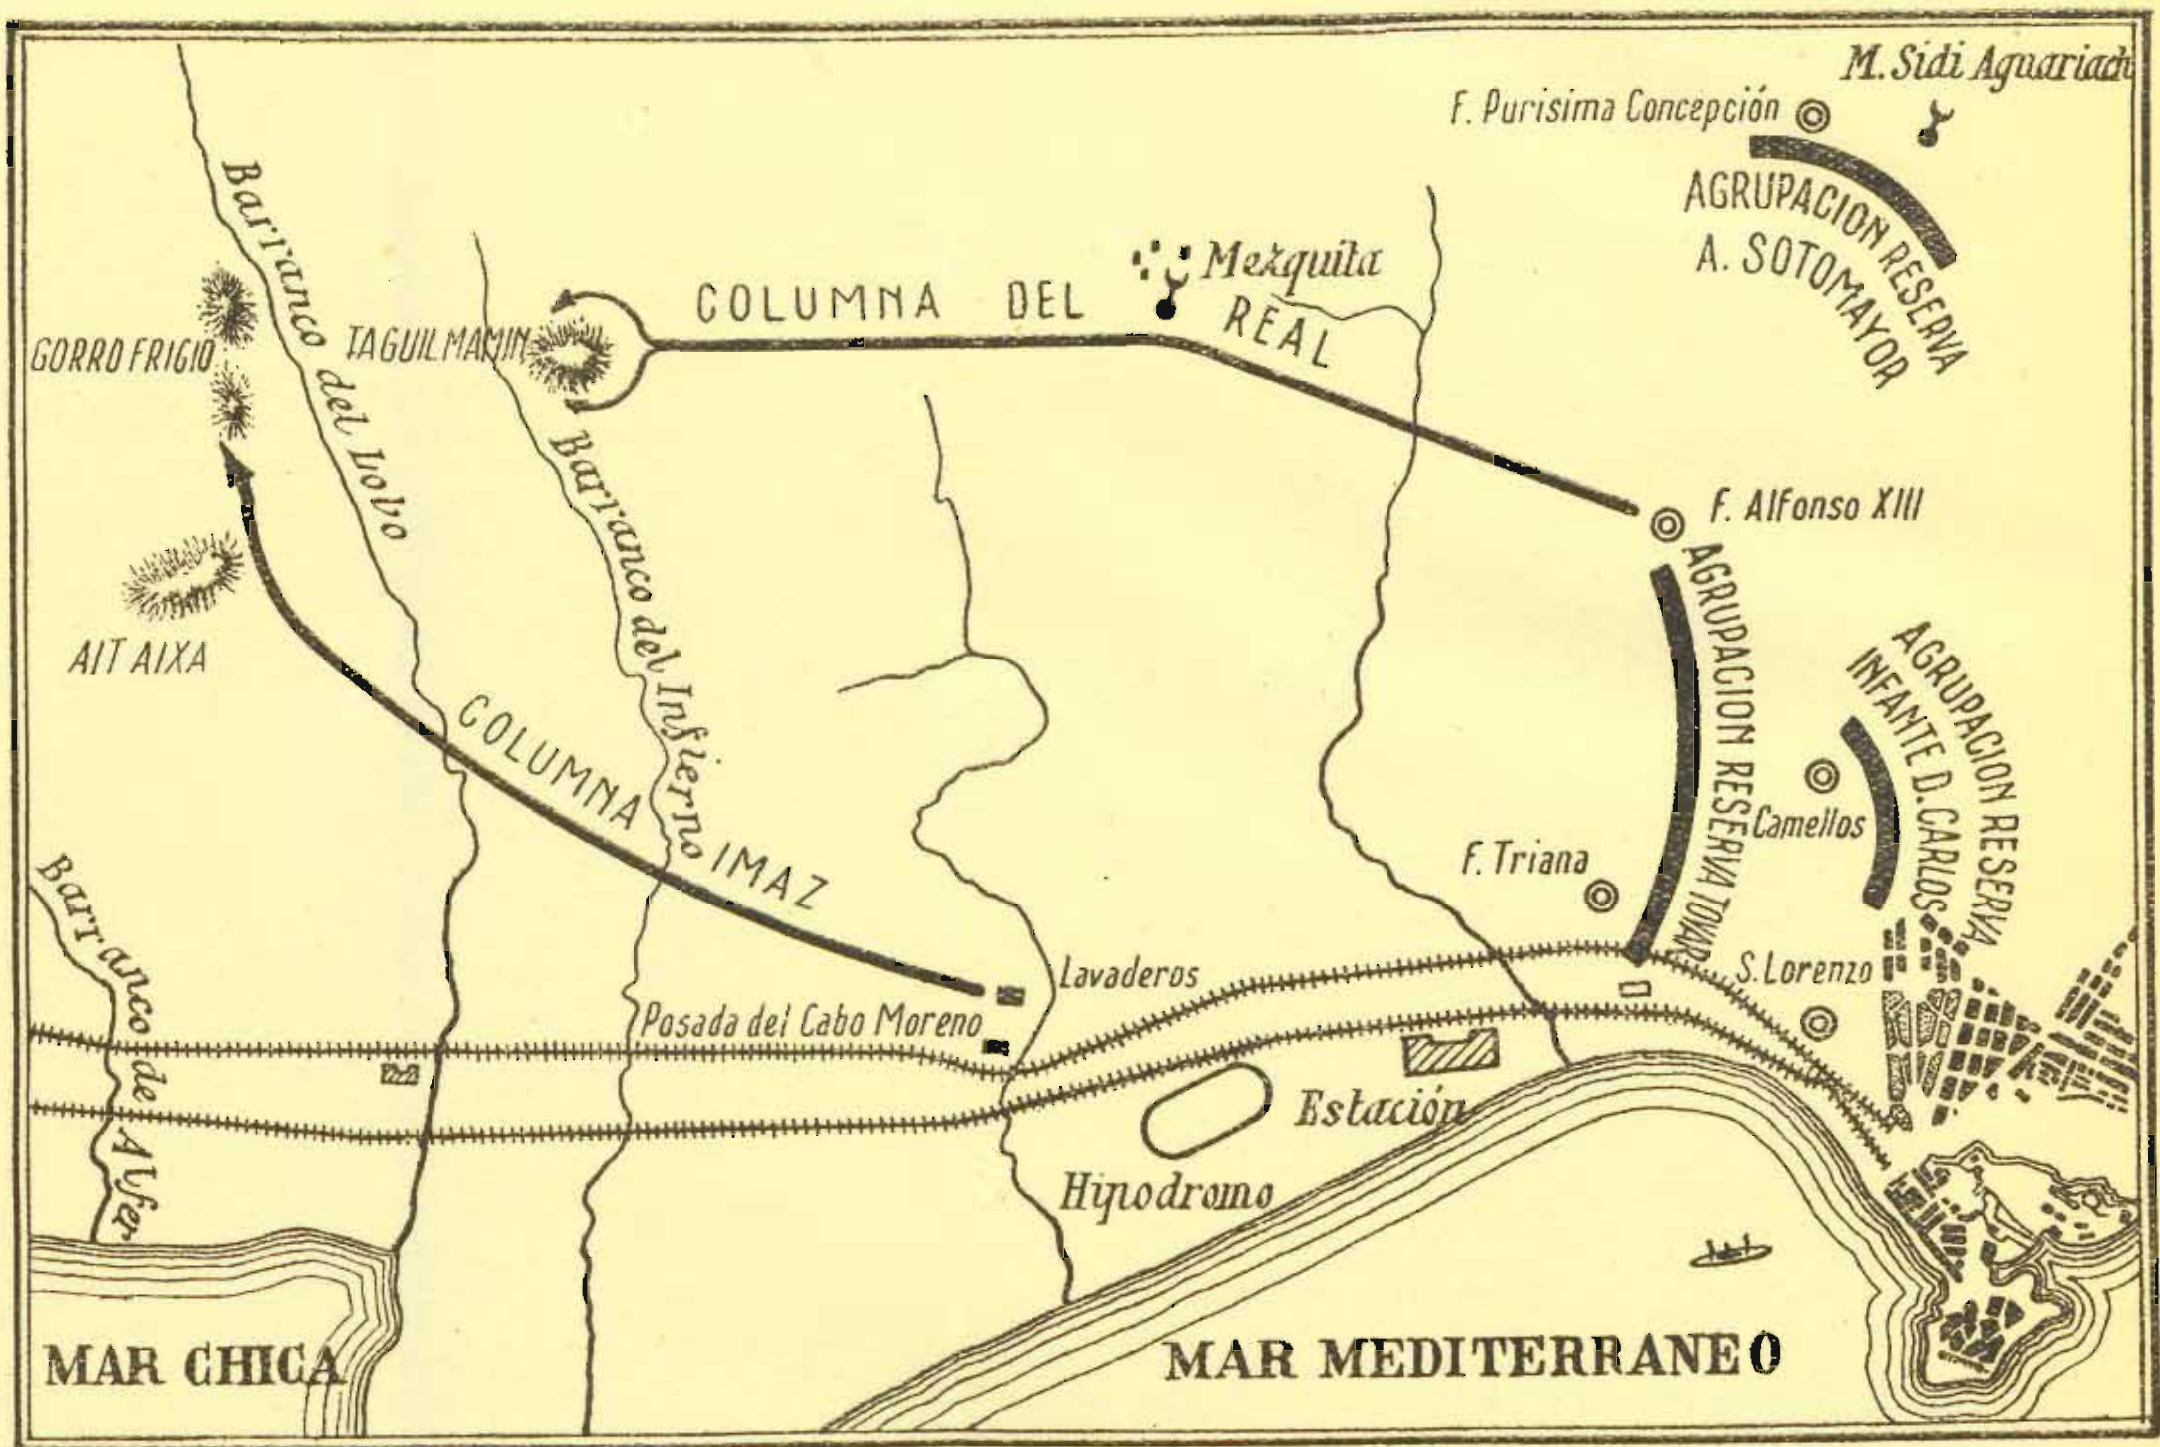 M. Sidi Aguariach
F. Purisima Concepción
AGRUPACION RESERVA
A. SOTOMAYOR
Barranco del Lobo
Mezquita
COLUMNA DEL REAL
GORRO FRIGIO
TAGUILMAMIN
Barranco del Infierno
F. Alfonso XIII
AGRUPACION RESERVA TOVAR
AIT AIXA
AGRUPACION RESERVA
INFANTE D. CARLOS
COLUMNA IMAZ
Camellos
F. Triana
Barranco de Alfer
Lavaderos
S. Lorenzo
Posada del Cabo Moreno
Estación
Hipodromo
MAR CHICA
MAR MEDITERRANEO